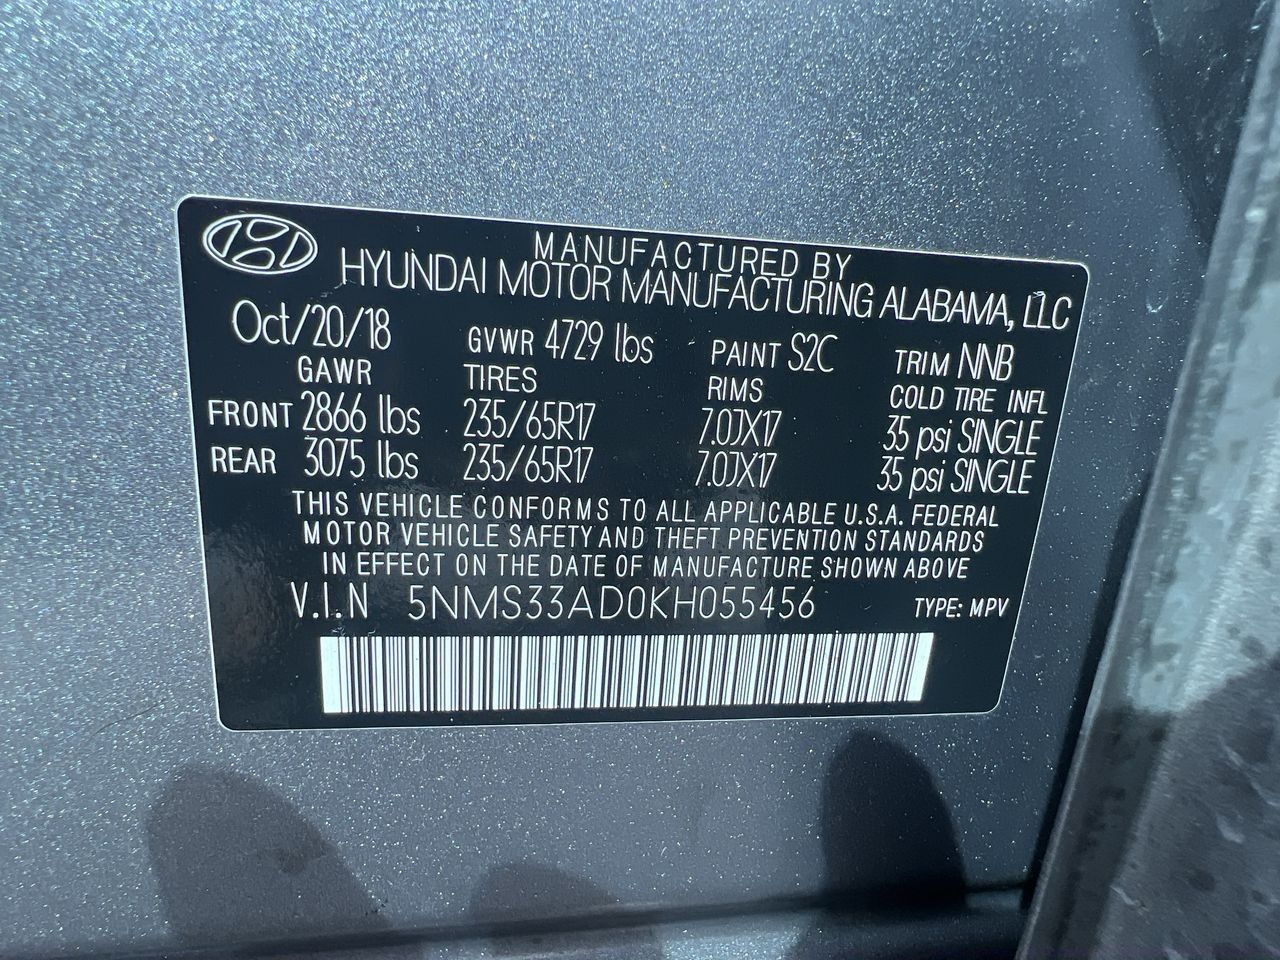 MANUFACTURED BY
HYUNDAI MOTOR MANUFACTURING ALABAMA, LLC
Oct/20/18 GVWR 4729 lbs PAINT S2C TRIM NNB
GAWR TIRES RIMS COLD TIRE INFL
FRONT 2866 lbs 235/65R17 7.0JX17 35 psi SINGLE
REAR 3075 lbs 235/65R17 7.0JX17 35 psi SINGLE
THIS VEHICLE CONFORMS TO ALL APPLICABLE U.S.A. FEDERAL
MOTOR VEHICLE SAFETY AND THEFT PREVENTION STANDARDS
IN EFFECT ON THE DATE OF MANUFACTURE SHOWN ABOVE
V.I.N 5NMS33AD0KH055456 TYPE: MPV